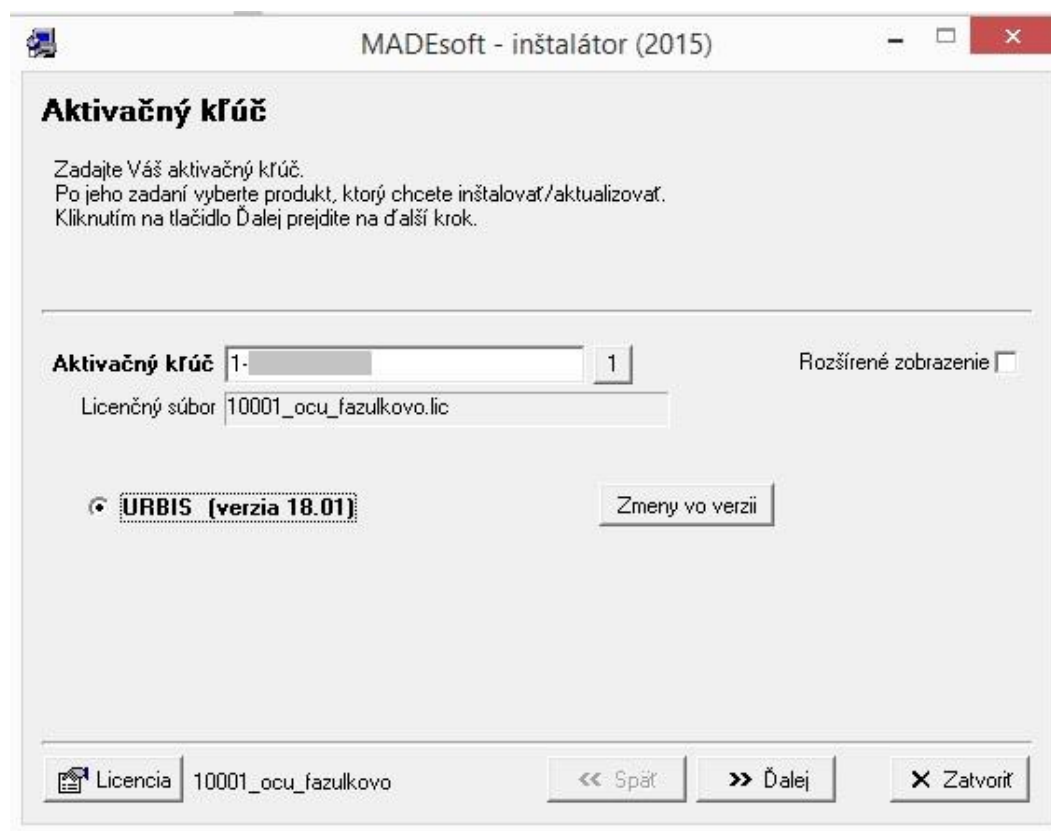 MADEsoft - inštalátor (2015)
Aktivačný kľúč
Zadajte Váš aktivačný kľúč.
Po jeho zadaní vyberte produkt, ktorý chcete inštalovať/aktualizovať.
Kliknutím na tlačidlo Ďalej prejdite na ďalší krok.
Aktivačný kľúč 1- 1 Rozšírené zobrazenie
Licenčný súbor 10001_ocu_fazulkovo.lic
URBIS (verzia 18.01) Zmeny vo verzii
Licencia 10001_ocu_fazulkovo << Späť >> Ďalej X Zatvoriť